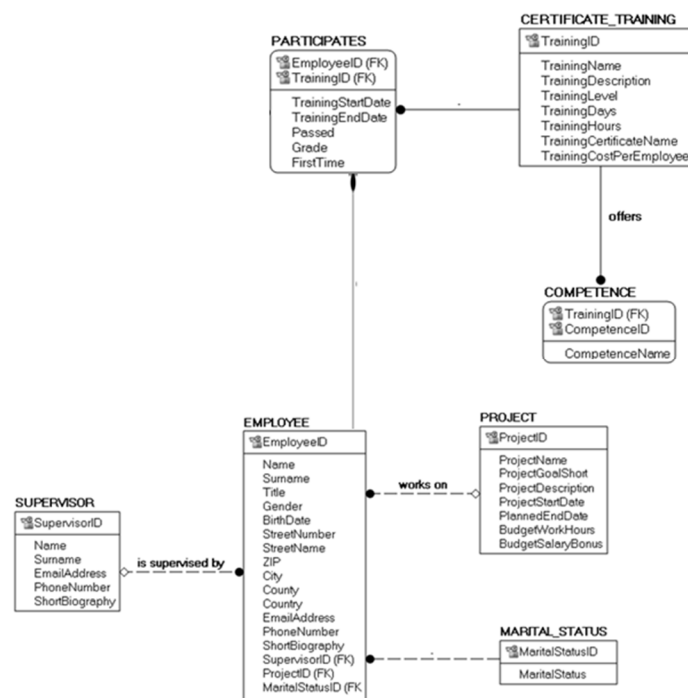 CERTIFICATE_TRAINING
TrainingID
TrainingName
TrainingDescription
TrainingLevel
TrainingDays
TrainingHours
TrainingCertificateName
TrainingCostPerEmployee
PARTICIPATES
EmployeeID (FK)
TrainingID (FK)
TrainingStartDate
TrainingEndDate
Passed
Grade
FirstTime
offers
COMPETENCE
TrainingID (FK)
CompetenceID
CompetenceName
EMPLOYEE
EmployeeID
Name
Surname
Title
Gender
BirthDate
StreetNumber
StreetName
ZIP
City
County
Country
EmailAddress
PhoneNumber
ShortBiography
SupervisorID (FK)
ProjectID (FK)
MaritalStatusID (FK
works on
PROJECT
ProjectID
ProjectName
ProjectGoalShort
ProjectDescription
ProjectStartDate
PlannedEndDate
BudgetWorkHours
BudgetSalaryBonus
SUPERVISOR
SupervisorID
Name
Surname
EmailAddress
PhoneNumber
ShortBiography
is supervised by
MARITAL_STATUS
MaritalStatusID
MaritalStatus